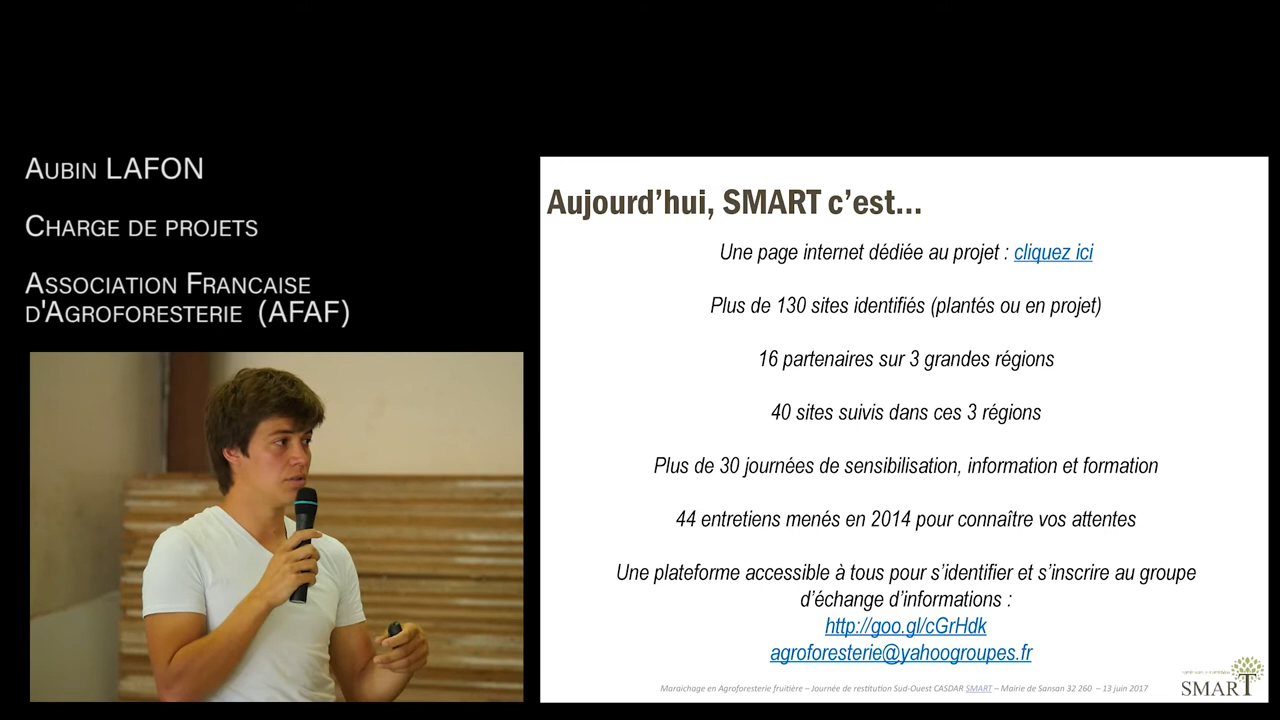 AUBIN LAFON
CHARGE DE PROJETS
ASSOCIATION FRANCAISE
D'AGROFORESTERIE (AFAF)
Aujourd'hui, SMART c'est...
Une page internet dédiée au projet : cliquez ici
Plus de 130 sites identifiés (plantés ou en projet)
16 partenaires sur 3 grandes régions
40 sites suivis dans ces 3 régions
Plus de 30 journées de sensibilisation, information et formation
44 entretiens menés en 2014 pour connaître vos attentes
Une plateforme accessible à tous pour s'identifier et s'inscrire au groupe
d'échange d'informations :
http://goo.gl/cGrHdk
agroforesterie@yahoogroupes.fr
Maraichage en Agroforesterie fruitière – Journée de restitution Sud-Ouest CASDAR SMART – Mairie de Sansan 32 260 – 13 juin 2017
SMART